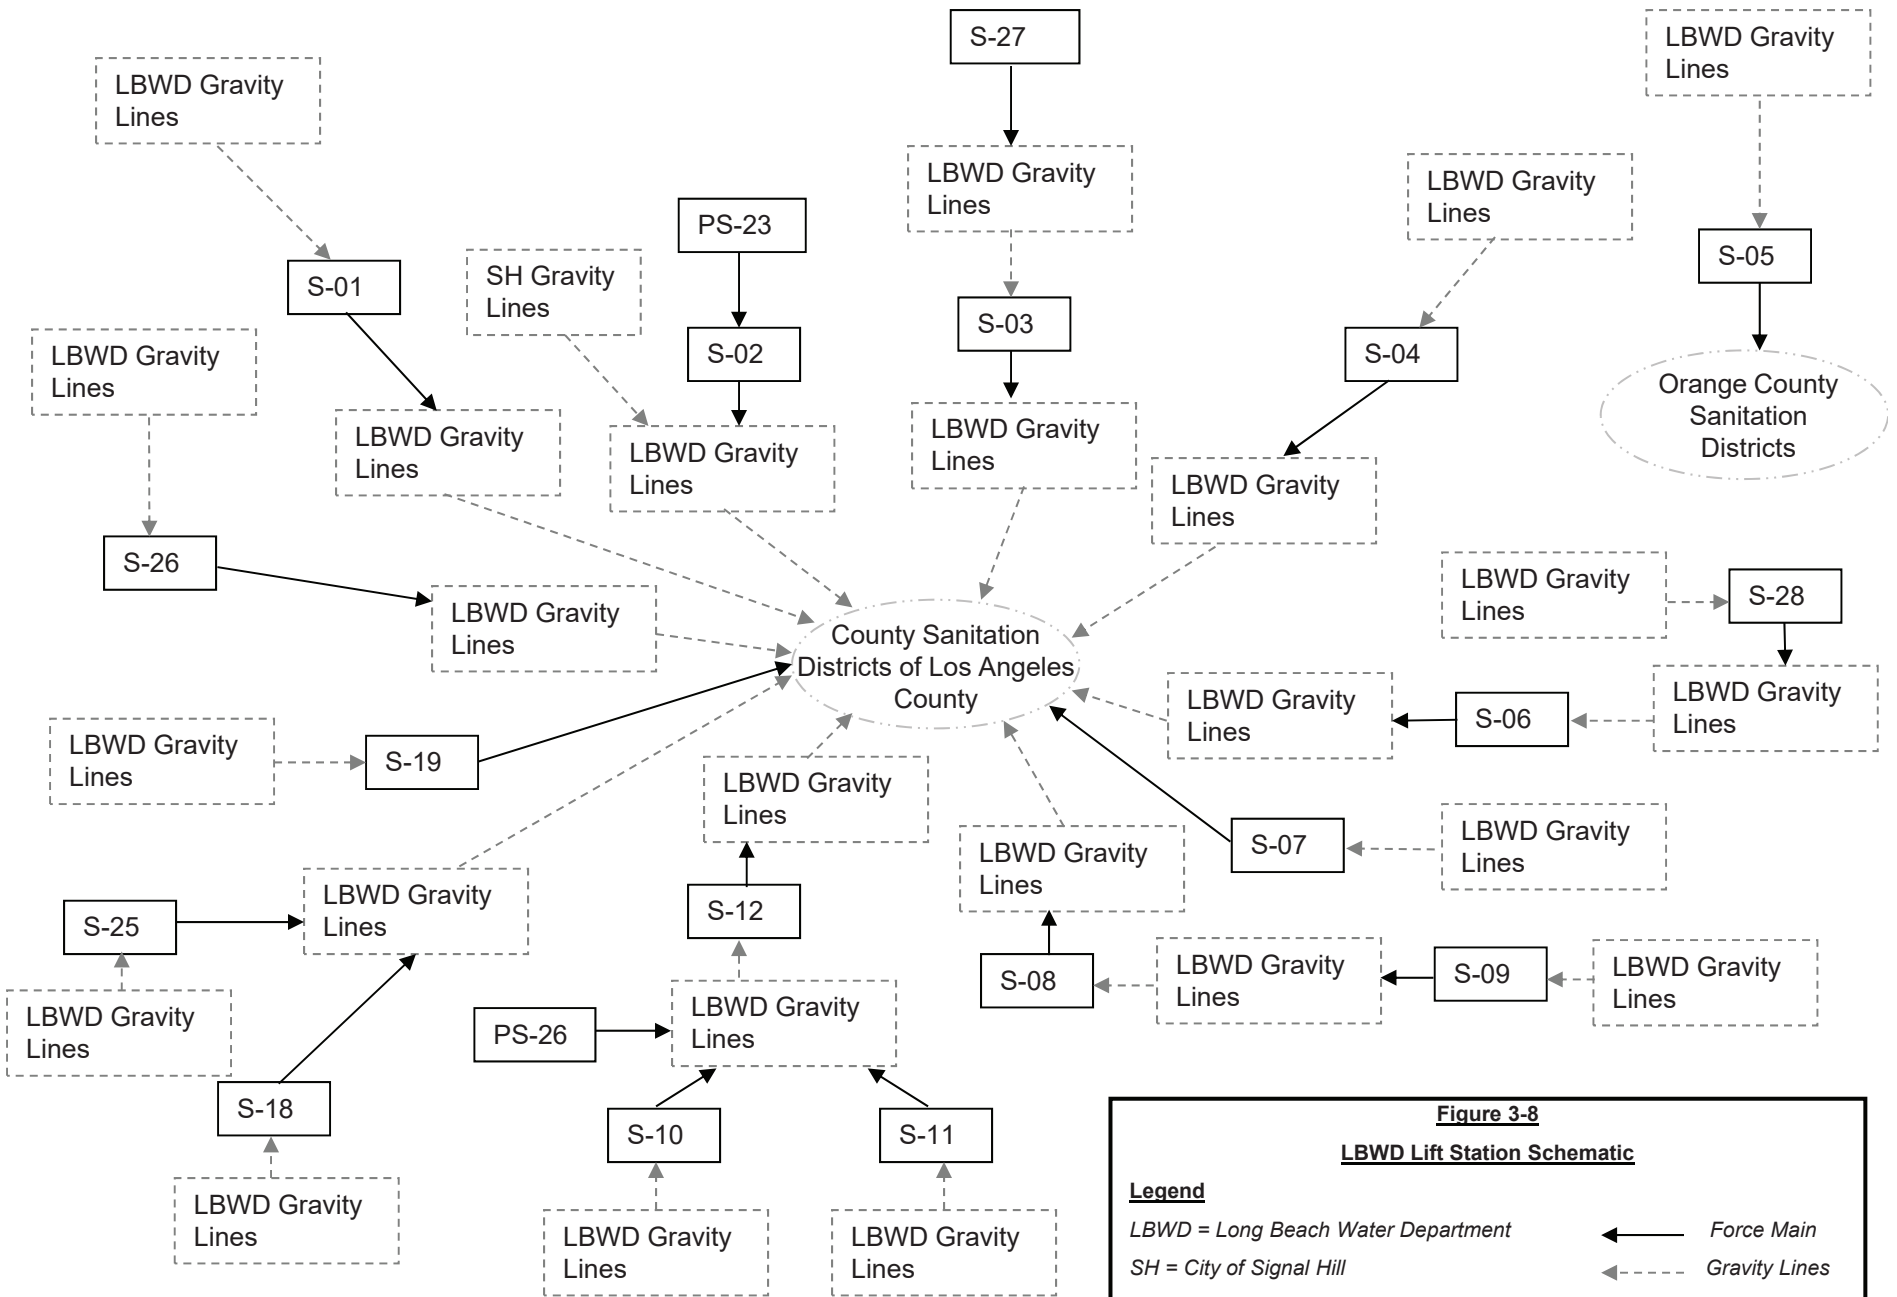 S-27
LBWD Gravity
Lines
LBWD Gravity
Lines
LBWD Gravity
Lines
LBWD Gravity
Lines
PS-23
S-05
SH Gravity
Lines
S-01
S-03
LBWD Gravity
Lines
S-02
S-04
Orange County
Sanitation
Districts
LBWD Gravity
Lines
LBWD Gravity
Lines
LBWD Gravity
Lines
LBWD Gravity
Lines
S-26
LBWD Gravity
Lines
S-28
LBWD Gravity
Lines
County Sanitation
Districts of Los Angeles
County
LBWD Gravity
Lines
LBWD Gravity
Lines
S-06
LBWD Gravity
Lines
S-19
LBWD Gravity
Lines
LBWD Gravity
Lines
S-07
LBWD Gravity
Lines
LBWD Gravity
Lines
S-25
S-12
LBWD Gravity
Lines
S-08
S-09
LBWD Gravity
Lines
LBWD Gravity
Lines
PS-26
LBWD Gravity
Lines
S-18
S-10
S-11
LBWD Gravity
Lines
LBWD Gravity
Lines
LBWD Gravity
Lines
Figure 3-8
LBWD Lift Station Schematic
Legend
LBWD = Long Beach Water Department
Force Main
SH = City of Signal Hill
Gravity Lines